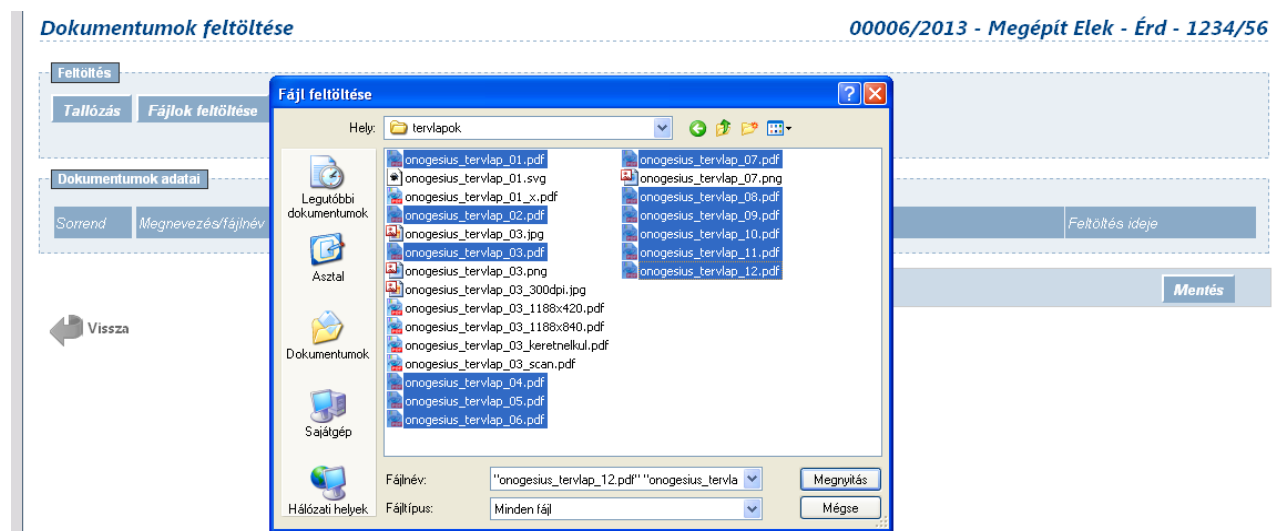 Dokumentumok feltöltése
00006/2013 - Megépít Elek - Érd - 1234/56
Feltöltés
Tallózás
Fájlok feltöltése
Dokumentumok adatai
Sorrend
Megnevezés/fájlnév
Feltöltés ideje
Mentés
Vissza
Fájl feltöltése
Hely:
tervlapok
Legutóbbi
dokumentumok
Asztal
Dokumentumok
Sajátgép
Hálózati helyek
onogesius_tervlap_01.pdf
onogesius_tervlap_01.svg
onogesius_tervlap_01_x.pdf
onogesius_tervlap_02.pdf
onogesius_tervlap_03.jpg
onogesius_tervlap_03.pdf
onogesius_tervlap_03.png
onogesius_tervlap_03_300dpi.jpg
onogesius_tervlap_03_1188x420.pdf
onogesius_tervlap_03_1188x840.pdf
onogesius_tervlap_03_keretnelkul.pdf
onogesius_tervlap_03_scan.pdf
onogesius_tervlap_04.pdf
onogesius_tervlap_05.pdf
onogesius_tervlap_06.pdf
onogesius_tervlap_07.pdf
onogesius_tervlap_07.png
onogesius_tervlap_08.pdf
onogesius_tervlap_09.pdf
onogesius_tervlap_10.pdf
onogesius_tervlap_11.pdf
onogesius_tervlap_12.pdf
Fájlnév:
"onogesius_tervlap_12.pdf" "onogesius_tervla
Megnyitás
Fájltípus:
Minden fájl
Mégse